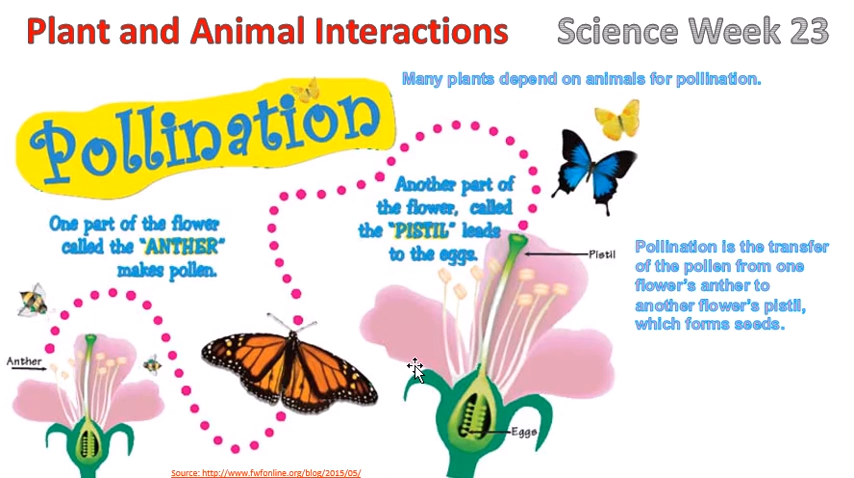 Plant and Animal Interactions
Science Week 23
Many plants depend on animals for pollination.
Pollination
One part of the flower
called the "ANTHER"
makes pollen.
Another part of
the flower, called
the "PISTIL" leads
to the eggs.
Pistil
Pollination is the transfer
of the pollen from one
flower's anther to
another flower's pistil,
which forms seeds.
Anther
Eggs
Source: http://www.fwfonline.org/blog/2015/05/